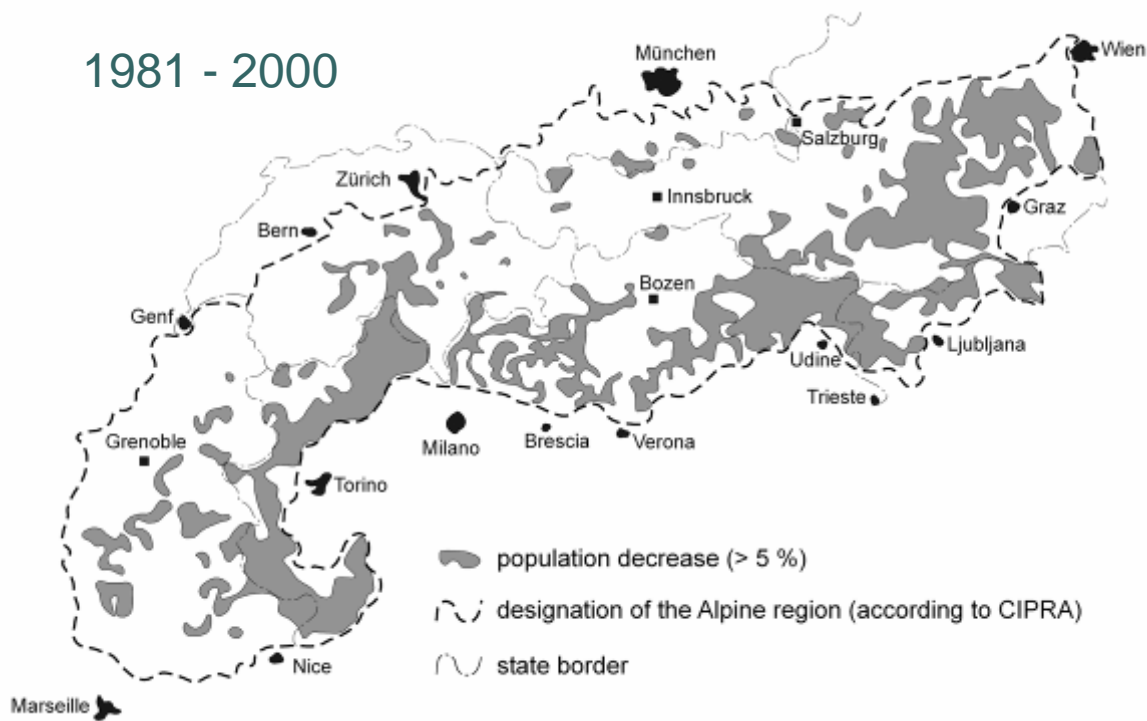 1981 - 2000
München
Wien
Salzburg
Zürich
Innsbruck
Graz
Bern
Bozen
Genf
Ljubljana
Udine
Trieste
Grenoble
Milano
Brescia
Verona
Torino
population decrease (> 5 %)
designation of the Alpine region (according to CIPRA)
state border
Nice
Marseille